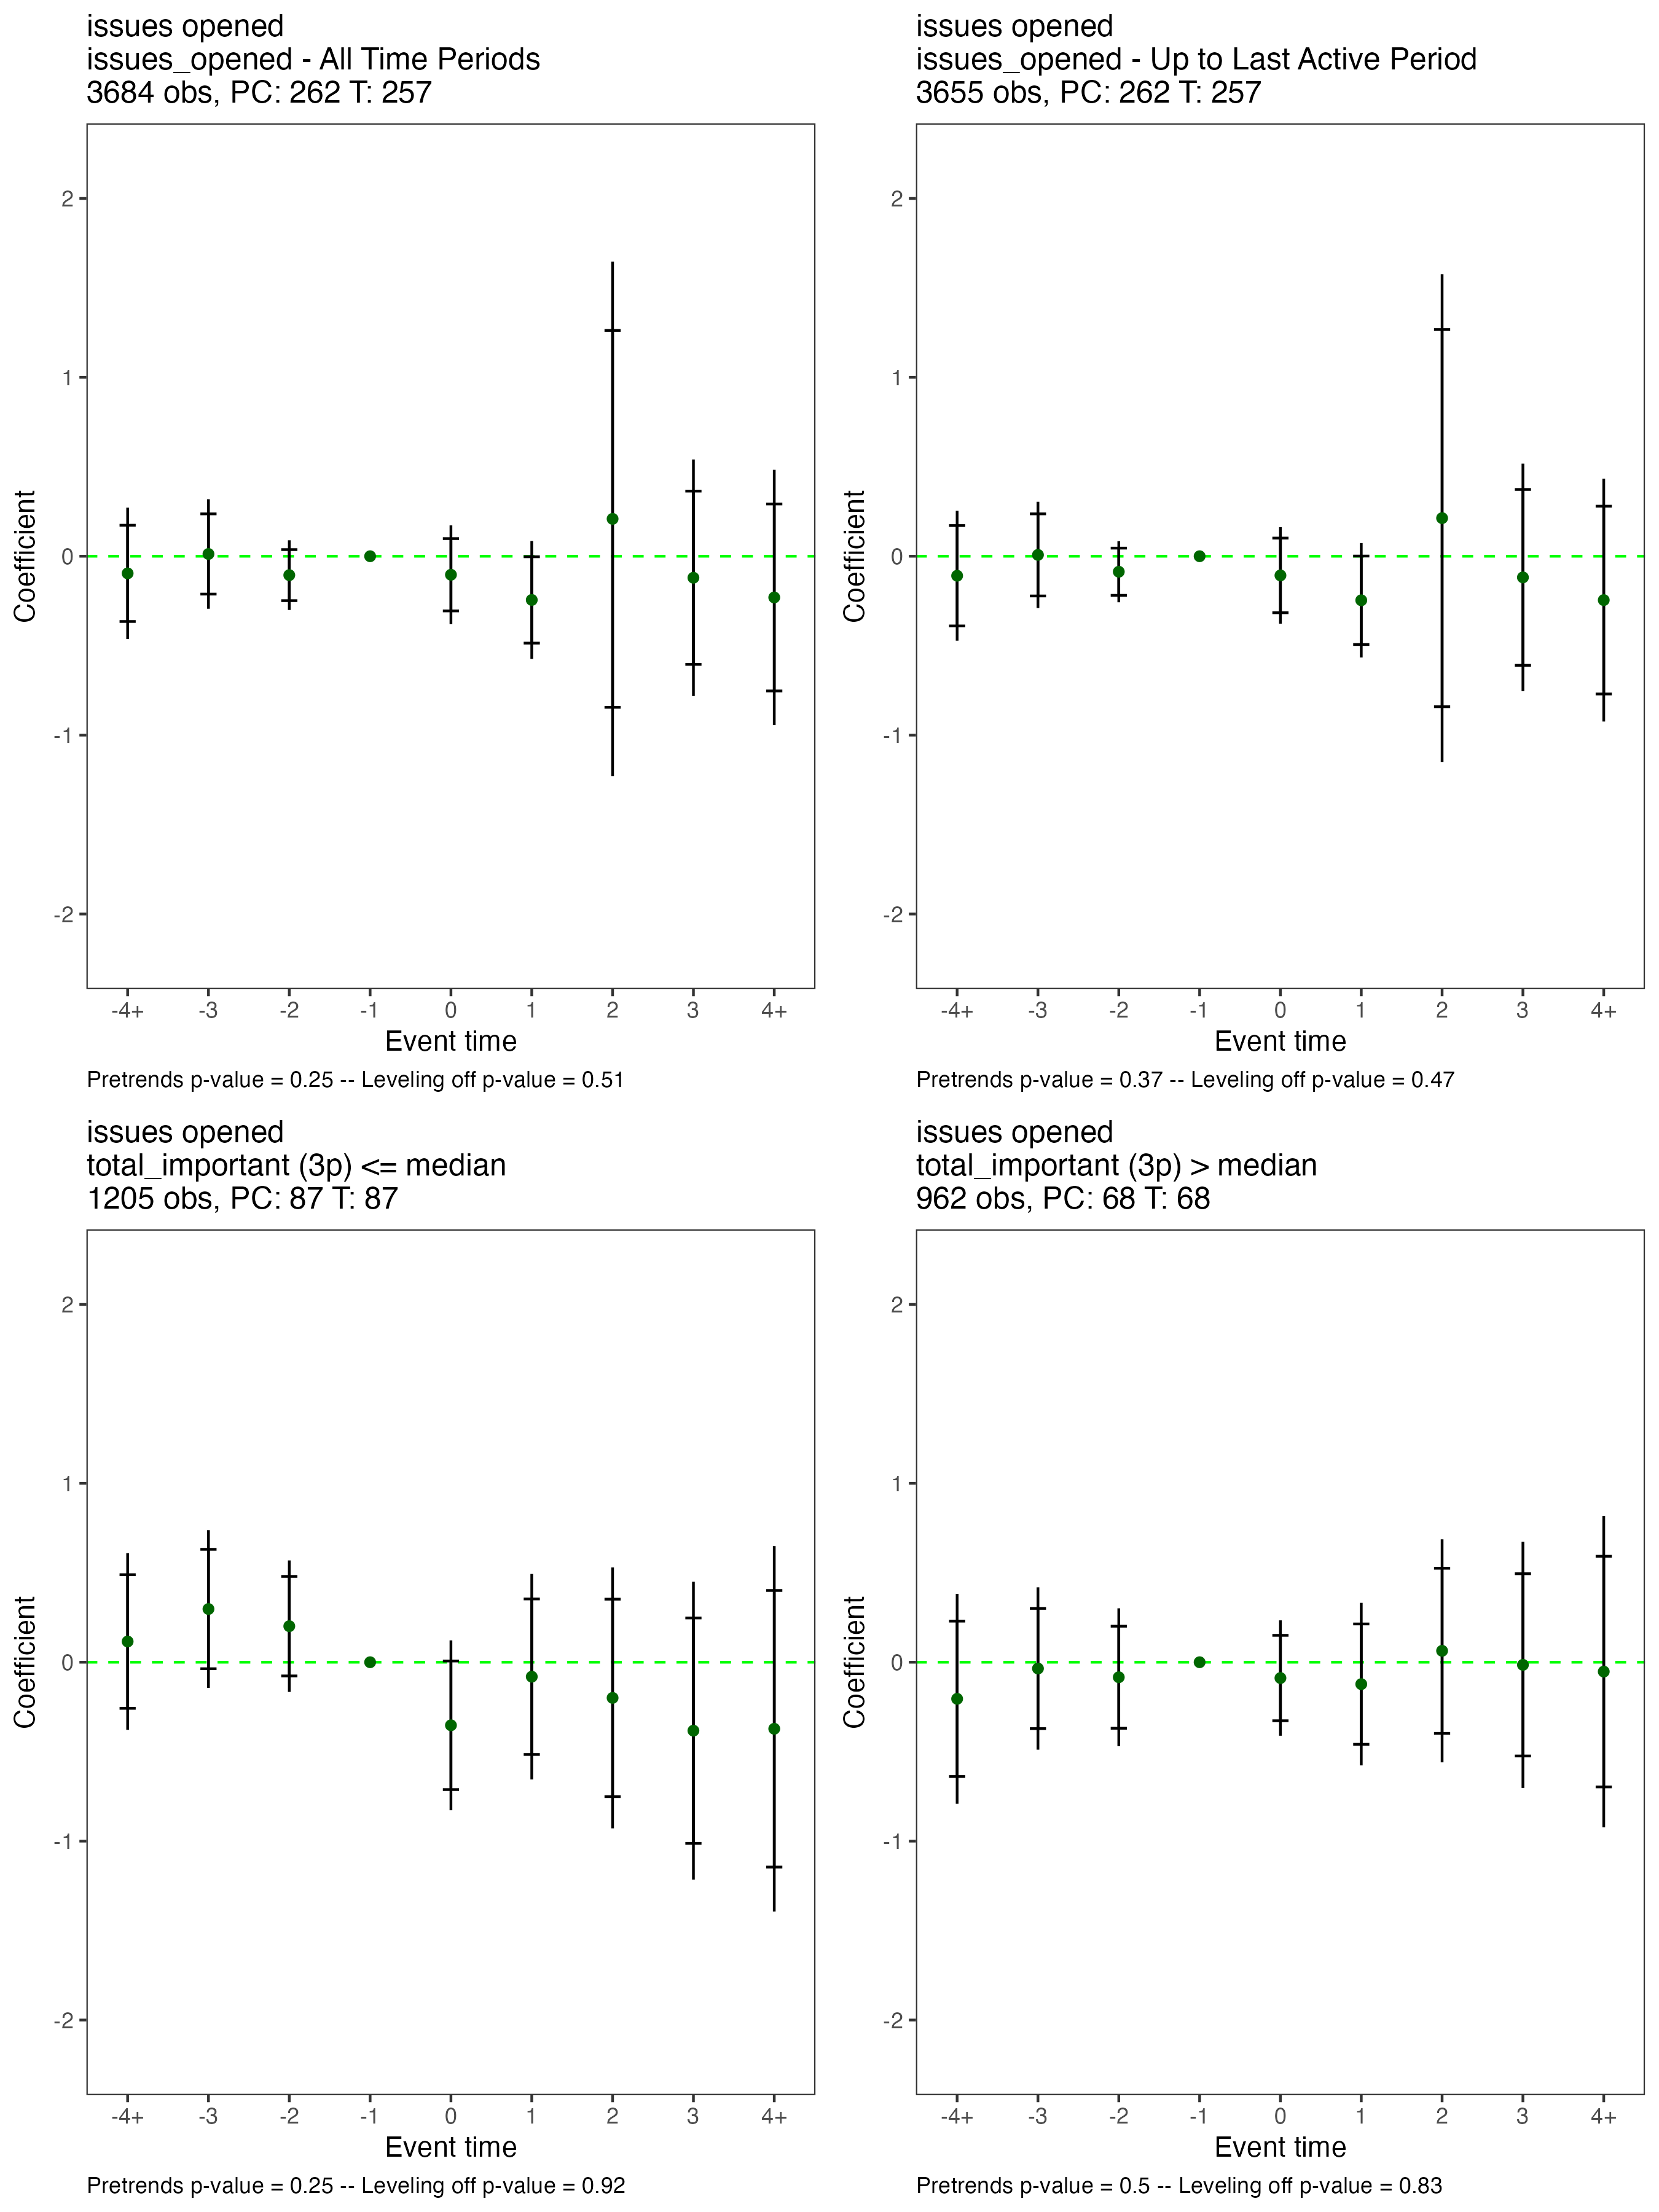 issues opened
issues_opened - All Time Periods
3684 obs, PC: 262 T: 257
2
1
0
-1
-2
Coefficient
-4+ -3 -2 -1 0 1 2 3 4+
Event time
Pretrends p-value = 0.25 -- Leveling off p-value = 0.51
issues opened
issues_opened - Up to Last Active Period
3655 obs, PC: 262 T: 257
2
1
0
-1
-2
Coefficient
-4+ -3 -2 -1 0 1 2 3 4+
Event time
Pretrends p-value = 0.37 -- Leveling off p-value = 0.47
issues opened
total_important (3p) <= median
1205 obs, PC: 87 T: 87
2
1
0
-1
-2
Coefficient
-4+ -3 -2 -1 0 1 2 3 4+
Event time
Pretrends p-value = 0.25 -- Leveling off p-value = 0.92
issues opened
total_important (3p) > median
962 obs, PC: 68 T: 68
2
1
0
-1
-2
Coefficient
-4+ -3 -2 -1 0 1 2 3 4+
Event time
Pretrends p-value = 0.5 -- Leveling off p-value = 0.83